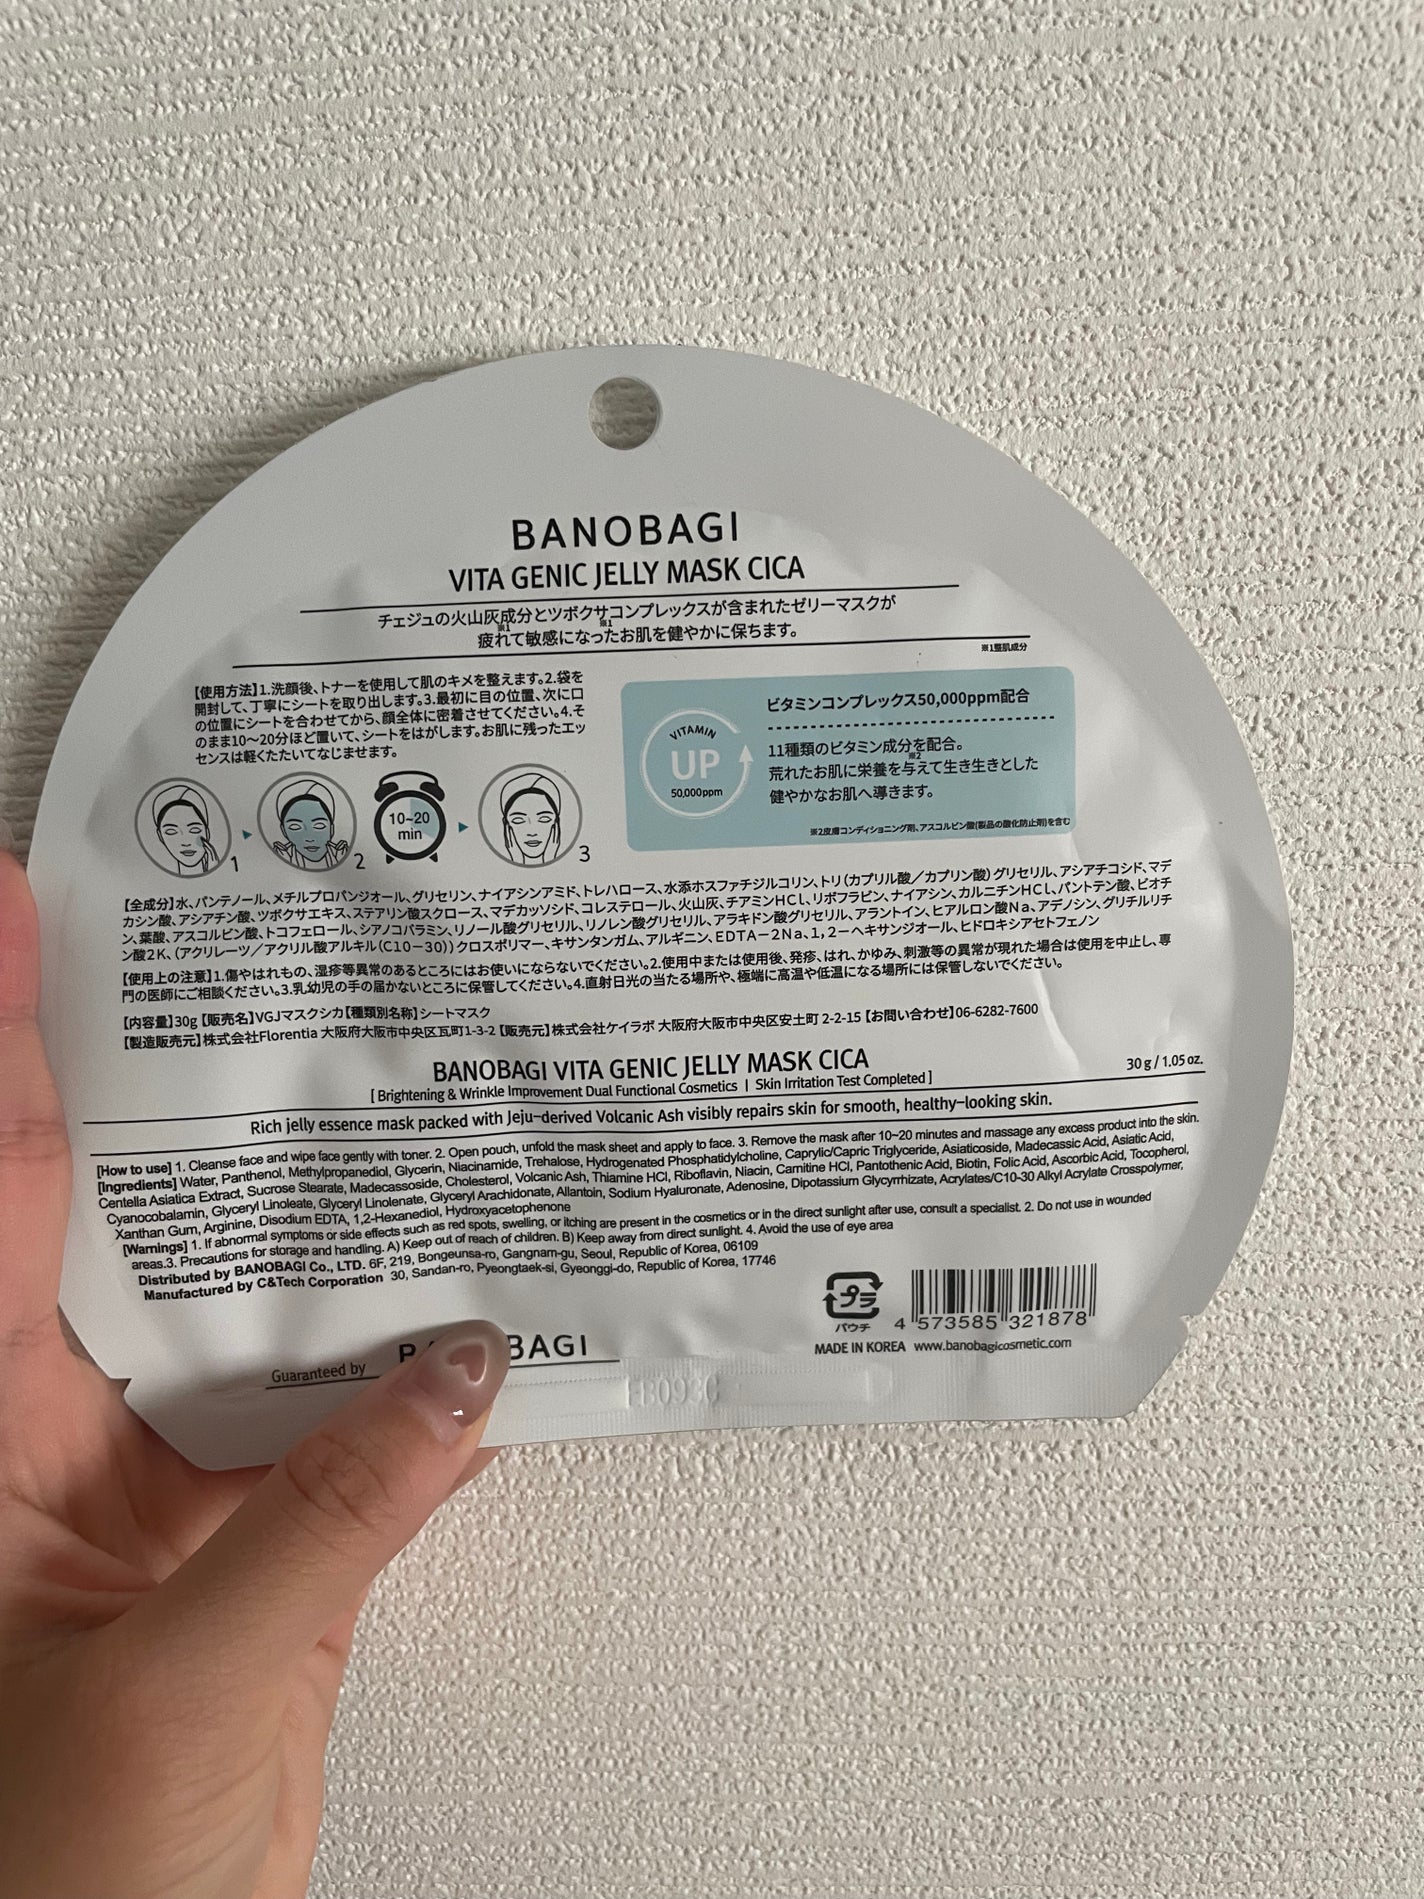 BANOBAGI
VITA GENIC JELLY MASK CICA
チェジュの火山灰成分とツボクサコンプレックスが含まれたゼリーマスクが
※1 ※1
疲れて敏感になったお肌を健やかに保ちます。
※1整肌成分
【使用方法】1.洗顔後、トナーを使用して肌のキメを整えます。2.袋を
開封して、丁寧にシートを取り出します。3.最初に目の位置、次に口
の位置にシートを合わせてから、顔全体に密着させてください。4.そ
のまま10～20分ほど置いて、シートをはがします。お肌に残ったエッ
センスは軽くたたいてなじませます。
1
2
10~20
min
3
VITAMIN
UP
50,000ppm
ビタミンコンプレックス50,000ppm配合
11種類のビタミン成分を配合。
※2
荒れたお肌に栄養を与えて生き生きとした
健やかなお肌へ導きます。
※2皮膚コンディショニング剤、アスコルビン酸(製品の酸化防止剤)を含む
【全成分】水、パンテノール、メチルプロパンジオール、グリセリン、ナイアシンアミド、トレハロース、水添ホスファチジルコリン、トリ（カプリル酸／カプリン酸）グリセリル、アシアチコシド、マデ
カシン酸、アシアチン酸、ツボクサエキス、ステアリン酸スクロース、マデカッソシド、コレステロール、火山灰、チアミンHCl、リボフラビン、ナイアシン、カルニチンHCl、パントテン酸、ビオチ
ン、葉酸、アスコルビン酸、トコフェロール、シアノコバラミン、リノール酸グリセリル、リノレン酸グリセリル、アラキドン酸グリセリル、アラントイン、ヒアルロン酸Na、アデノシン、グリチルリチ
ン酸2K、（アクリレーツ／アクリル酸アルキル（C10－30））クロスポリマー、キサンタンガム、アルギニン、EDTA－2Na、1，2－ヘキサンジオール、ヒドロキシアセトフェノン
【使用上の注意】1.傷やはれもの、湿疹等異常のあるところにはお使いにならないでください。2.使用中または使用後、発疹、はれ、かゆみ、刺激等の異常が現れた場合は使用を中止し、専
門の医師にご相談ください。3.乳幼児の手の届かないところに保管してください。4.直射日光の当たる場所や、極端に高温や低温になる場所には保管しないでください。
【内容量】30g【販売名】VGJマスクシカ【種類別名称】シートマスク
【製造販売元】株式会社Florentia 大阪府大阪市中央区瓦町1-3-2【販売元】株式会社ケイラボ 大阪府大阪市中央区安土町 2-2-15【お問い合わせ】06-6282-7600
BANOBAGI VITA GENIC JELLY MASK CICA
30 g / 1.05 oz.
[ Brightening & Wrinkle Improvement Dual Functional Cosmetics | Skin Irritation Test Completed ]
Rich jelly essence mask packed with Jeju-derived Volcanic Ash visibly repairs skin for smooth, healthy-looking skin.
[How to use] 1. Cleanse face and wipe face gently with toner. 2. Open pouch, unfold the mask sheet and apply to face. 3. Remove the mask after 10~20 minutes and massage any excess product into the skin.
[Ingredients] Water, Panthenol, Methylpropanediol, Glycerin, Niacinamide, Trehalose, Hydrogenated Phosphatidylcholine, Caprylic/Capric Triglyceride, Asiaticoside, Madecassic Acid, Asiatic Acid,
Centella Asiatica Extract, Sucrose Stearate, Madecassoside, Cholesterol, Volcanic Ash, Thiamine HCl, Riboflavin, Niacin, Carnitine HCl, Pantothenic Acid, Biotin, Folic Acid, Ascorbic Acid, Tocopherol,
Cyanocobalamin, Glyceryl Linoleate, Glyceryl Linolenate, Glyceryl Arachidonate, Allantoin, Sodium Hyaluronate, Adenosine, Dipotassium Glycyrrhizate, Acrylates/C10-30 Alkyl Acrylate Crosspolymer,
Xanthan Gum, Arginine, Disodium EDTA, 1,2-Hexanediol, Hydroxyacetophenone
[Warnings] 1. If abnormal symptoms or side effects such as red spots, swelling, or itching are present in the cosmetics or in the direct sunlight after use, consult a specialist. 2. Do not use in wounded
areas.3. Precautions for storage and handling. A) Keep out of reach of children. B) Keep away from direct sunlight. 4. Avoid the use of eye area
Distributed by BANOBAGI Co., LTD. 6F, 219, Bongeunsa-ro, Gangnam-gu, Seoul, Republic of Korea, 06109
Manufactured by C&Tech Corporation 30, Sandan-ro, Pyeongtaek-si, Gyeonggi-do, Republic of Korea, 17746
プラ
パウチ
4 573585 321878
MADE IN KOREA www.banobagicosmetic.com
Guaranteed by BAGI